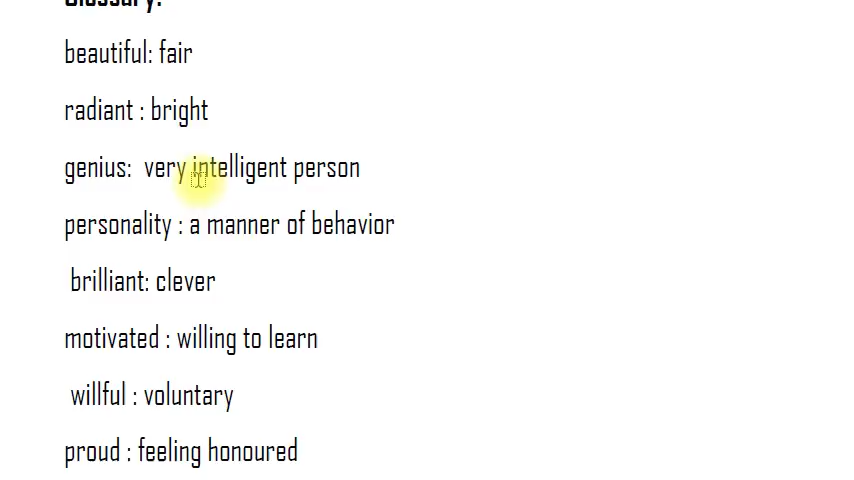 Glossary:
beautiful: fair
radiant : bright
genius:  very intelligent person
personality : a manner of behavior
brilliant: clever
motivated : willing to learn
willful : voluntary
proud : feeling honoured